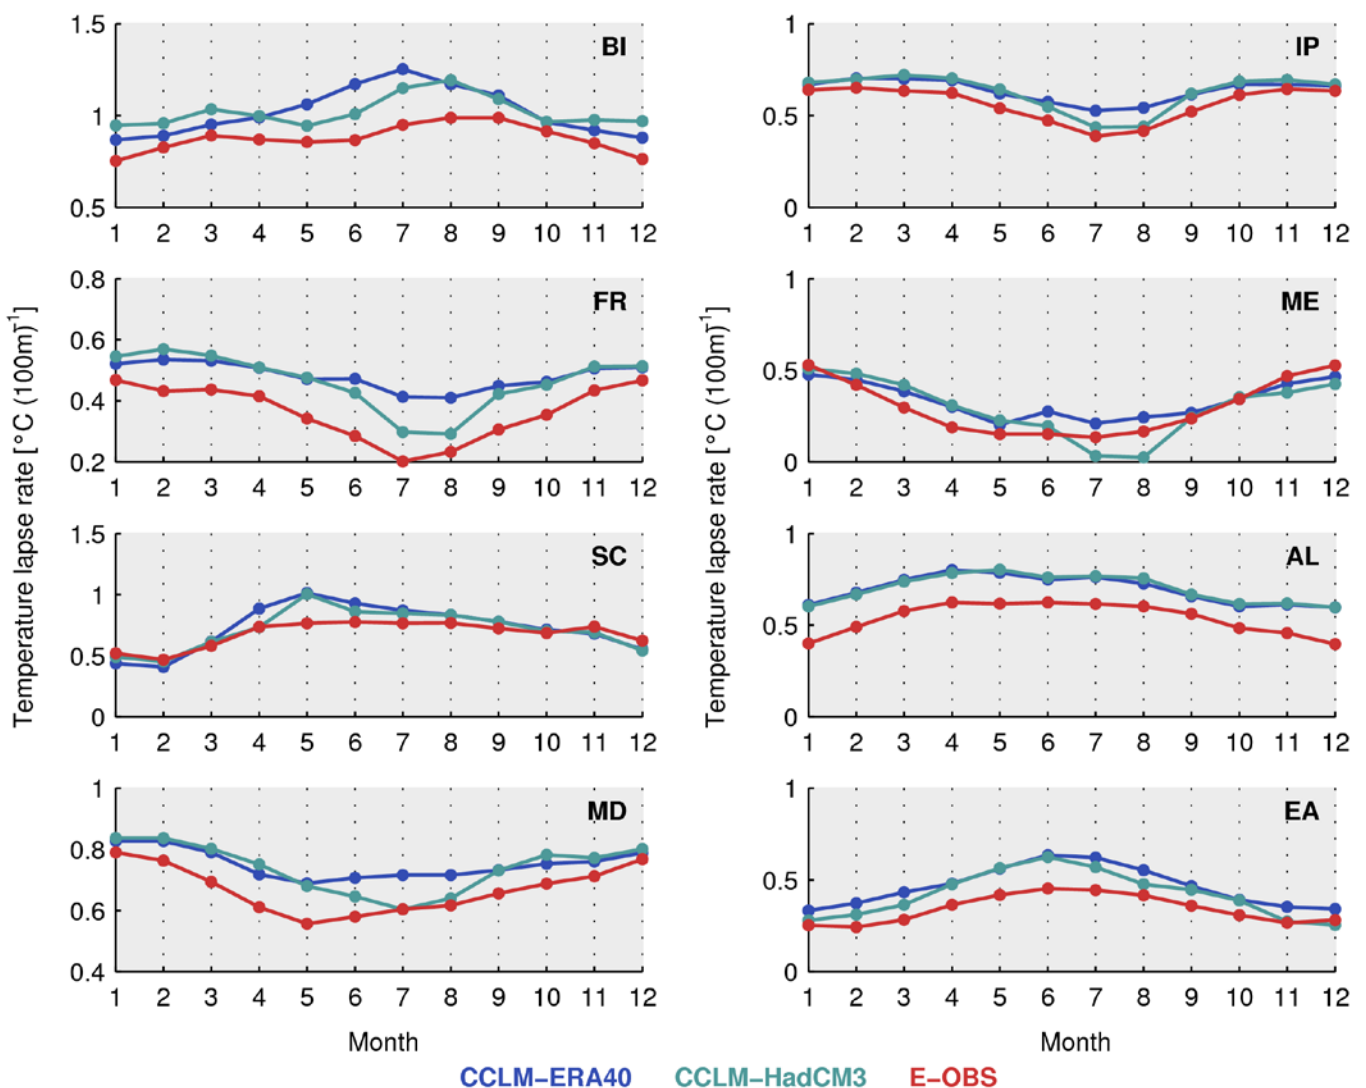 1.5
BI
1
0.5
1 2 3 4 5 6 7 8 9 10 11 12
1
IP
0.5
0
1 2 3 4 5 6 7 8 9 10 11 12
0.8
FR
0.6
0.4
0.2
1 2 3 4 5 6 7 8 9 10 11 12
1
ME
0.5
0
1 2 3 4 5 6 7 8 9 10 11 12
Temperature lapse rate [°C (100m)⁻¹]
Temperature lapse rate [°C (100m)⁻¹]
1.5
SC
1
0.5
0
1 2 3 4 5 6 7 8 9 10 11 12
1
AL
0.5
0
1 2 3 4 5 6 7 8 9 10 11 12
1
MD
0.8
0.6
0.4
1 2 3 4 5 6 7 8 9 10 11 12
Month
1
EA
0.5
0
1 2 3 4 5 6 7 8 9 10 11 12
Month
CCLM–ERA40 CCLM–HadCM3 E–OBS